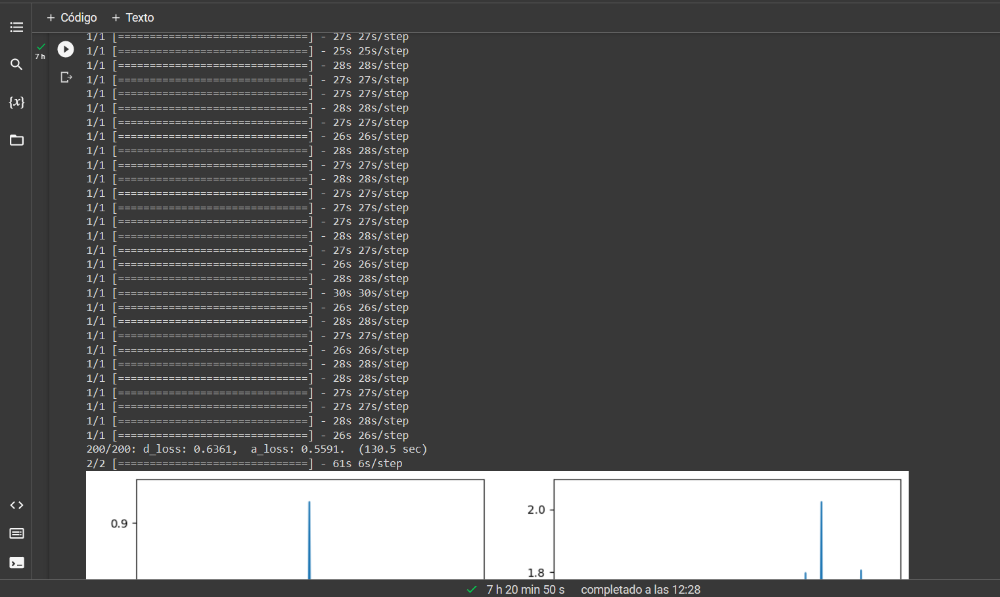 + Código + Texto
1/1 [==============================] - 27s 27s/step
7 h
1/1 [==============================] - 25s 25s/step
1/1 [==============================] - 28s 28s/step
1/1 [==============================] - 27s 27s/step
1/1 [==============================] - 27s 27s/step
{x}
1/1 [==============================] - 28s 28s/step
1/1 [==============================] - 27s 27s/step
1/1 [==============================] - 26s 26s/step
1/1 [==============================] - 28s 28s/step
1/1 [==============================] - 27s 27s/step
1/1 [==============================] - 28s 28s/step
1/1 [==============================] - 27s 27s/step
1/1 [==============================] - 27s 27s/step
1/1 [==============================] - 27s 27s/step
1/1 [==============================] - 28s 28s/step
1/1 [==============================] - 27s 27s/step
1/1 [==============================] - 26s 26s/step
1/1 [==============================] - 28s 28s/step
1/1 [==============================] - 30s 30s/step
1/1 [==============================] - 26s 26s/step
1/1 [==============================] - 28s 28s/step
1/1 [==============================] - 27s 27s/step
1/1 [==============================] - 26s 26s/step
1/1 [==============================] - 28s 28s/step
1/1 [==============================] - 28s 28s/step
1/1 [==============================] - 27s 27s/step
1/1 [==============================] - 27s 27s/step
1/1 [==============================] - 28s 28s/step
1/1 [==============================] - 26s 26s/step
200/200: d_loss: 0.6361,  a_loss: 0.5591.  (130.5 sec)
2/2 [==============================] - 61s 6s/step
2.0
0.9
1.8
7 h 20 min 50 s completado a las 12:28